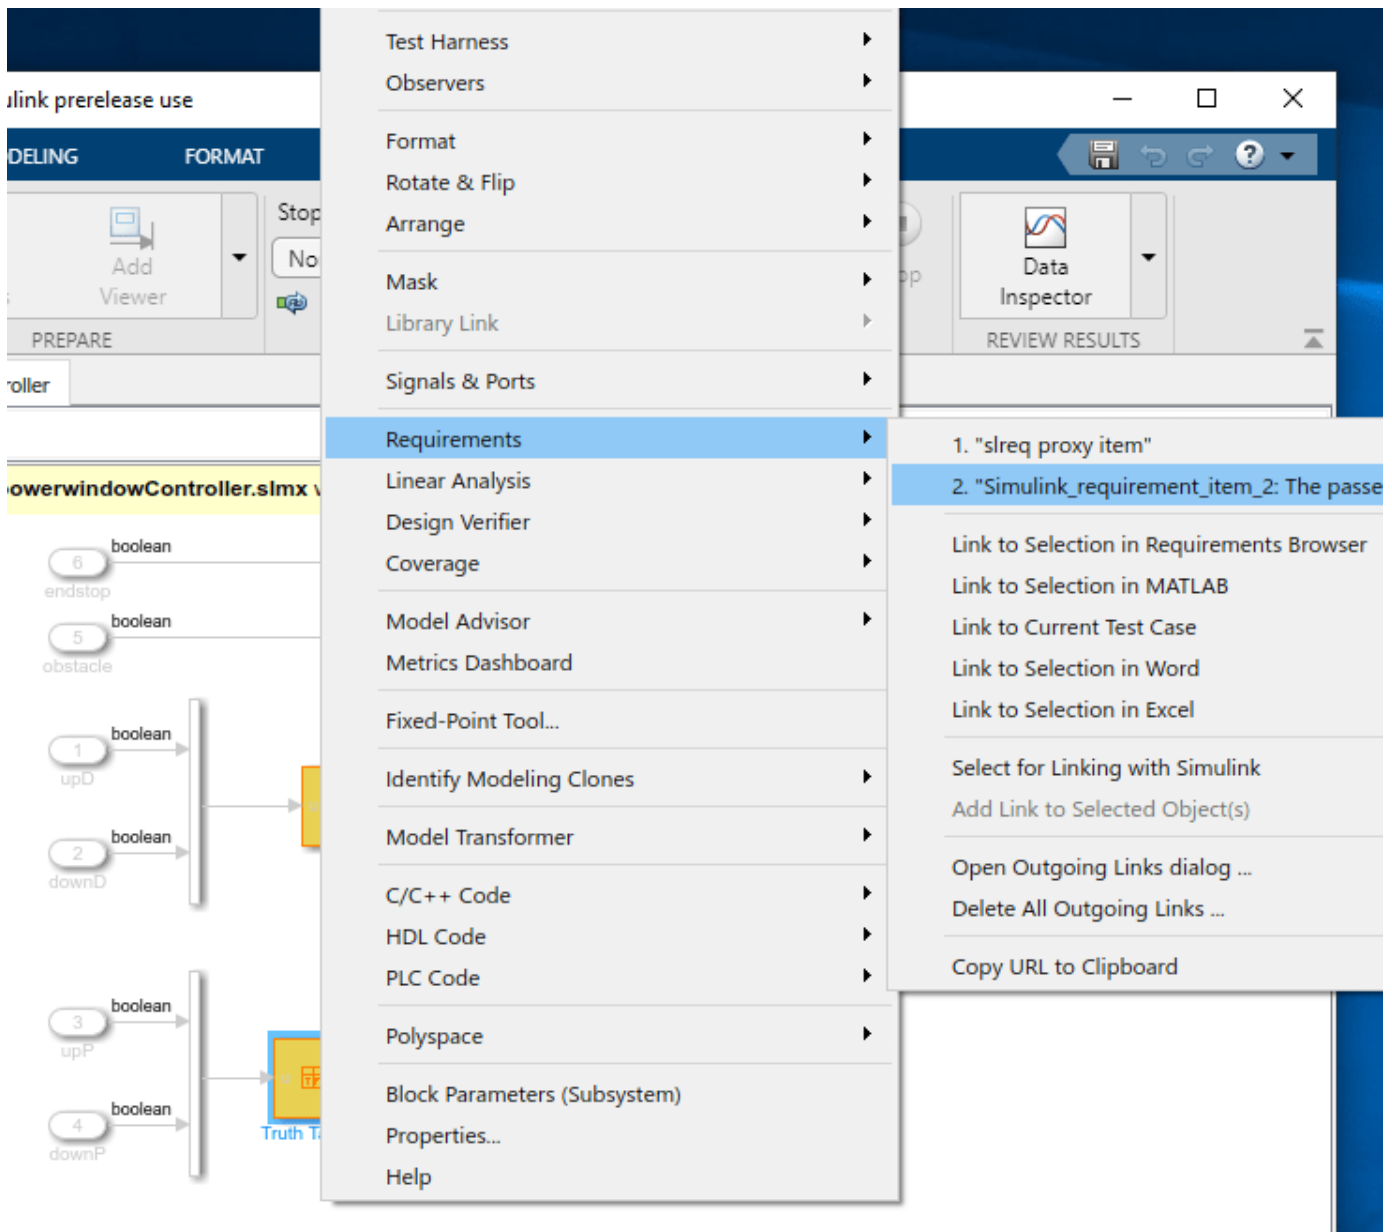 Test Harness
Observers
ulink prerelease use
Format
DELING
FORMAT
Rotate & Flip
Arrange
Stop
No
Add
Viewer
PREPARE
Data
Inspector
REVIEW RESULTS
Mask
Library Link
Signals & Ports
roller
Requirements
Linear Analysis
Design Verifier
Coverage
Model Advisor
Metrics Dashboard
Fixed-Point Tool...
Identify Modeling Clones
Model Transformer
C/C++ Code
HDL Code
PLC Code
Polyspace
Block Parameters (Subsystem)
Properties...
Help
1. "slreq proxy item"
2. "Simulink_requirement_item_2: The passe
Link to Selection in Requirements Browser
Link to Selection in MATLAB
Link to Current Test Case
Link to Selection in Word
Link to Selection in Excel
Select for Linking with Simulink
Add Link to Selected Object(s)
Open Outgoing Links dialog ...
Delete All Outgoing Links ...
Copy URL to Clipboard
owerwindowController.slmx v
boolean
6
endstop
boolean
5
obstacle
boolean
1
upD
boolean
2
downD
boolean
3
upP
boolean
4
downP
Truth T